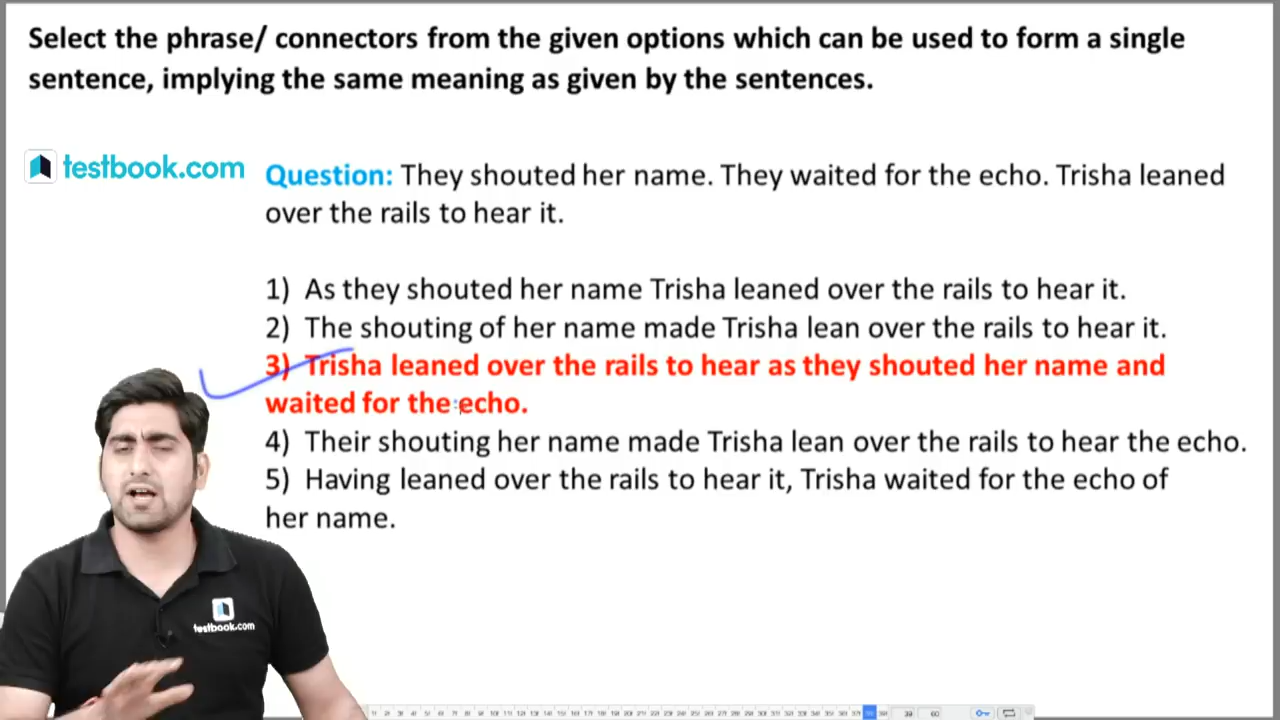 Select the phrase/ connectors from the given options which can be used to form a single
sentence, implying the same meaning as given by the sentences.
testbook.com
Question: They shouted her name. They waited for the echo. Trisha leaned
over the rails to hear it.
1) As they shouted her name Trisha leaned over the rails to hear it.
2) The shouting of her name made Trisha lean over the rails to hear it.
3) Trisha leaned over the rails to hear as they shouted her name and
waited for the echo.
4) Their shouting her name made Trisha lean over the rails to hear the echo.
5) Having leaned over the rails to hear it, Trisha waited for the echo of
her name.
testbook.com
39 60